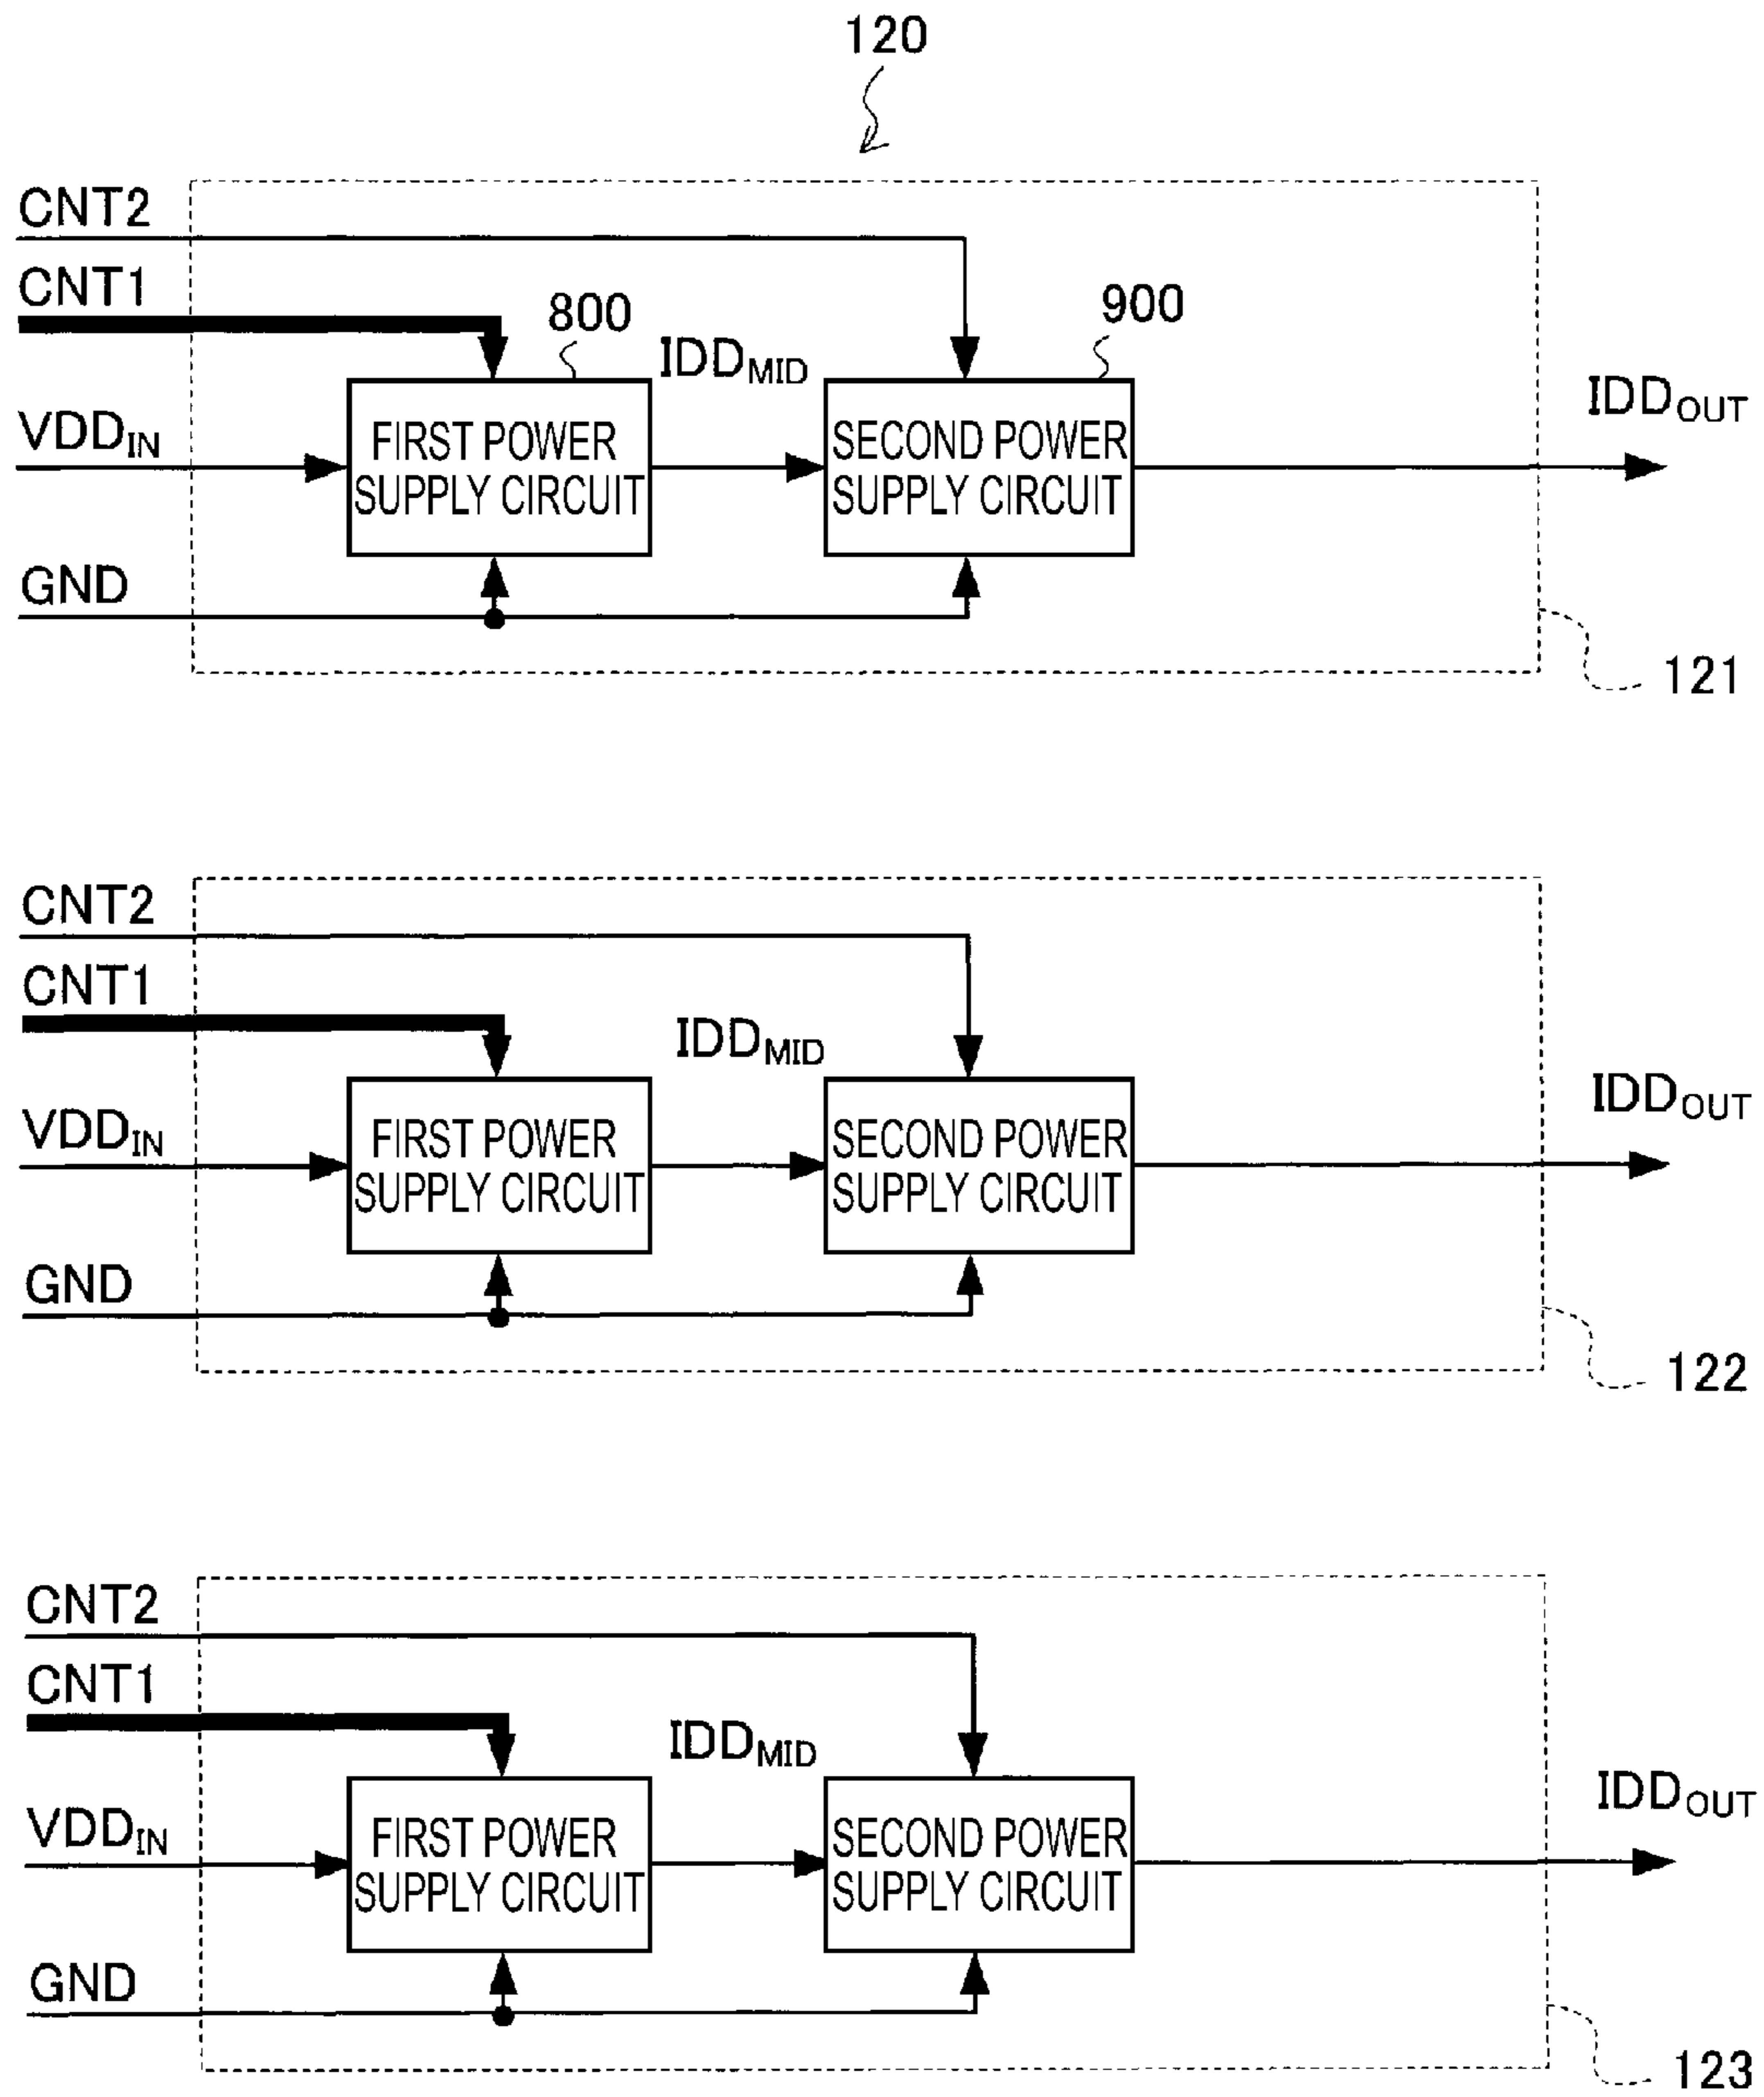 120
CNT2
CNT1
800
900
IDDMID
IDDOUT
VDDIN
FIRST POWER
SUPPLY CIRCUIT
SECOND POWER
SUPPLY CIRCUIT
GND
121
CNT2
CNT1
IDDMID
IDDOUT
VDDIN
FIRST POWER
SUPPLY CIRCUIT
SECOND POWER
SUPPLY CIRCUIT
GND
122
CNT2
CNT1
IDDMID
IDDOUT
VDDIN
FIRST POWER
SUPPLY CIRCUIT
SECOND POWER
SUPPLY CIRCUIT
GND
123